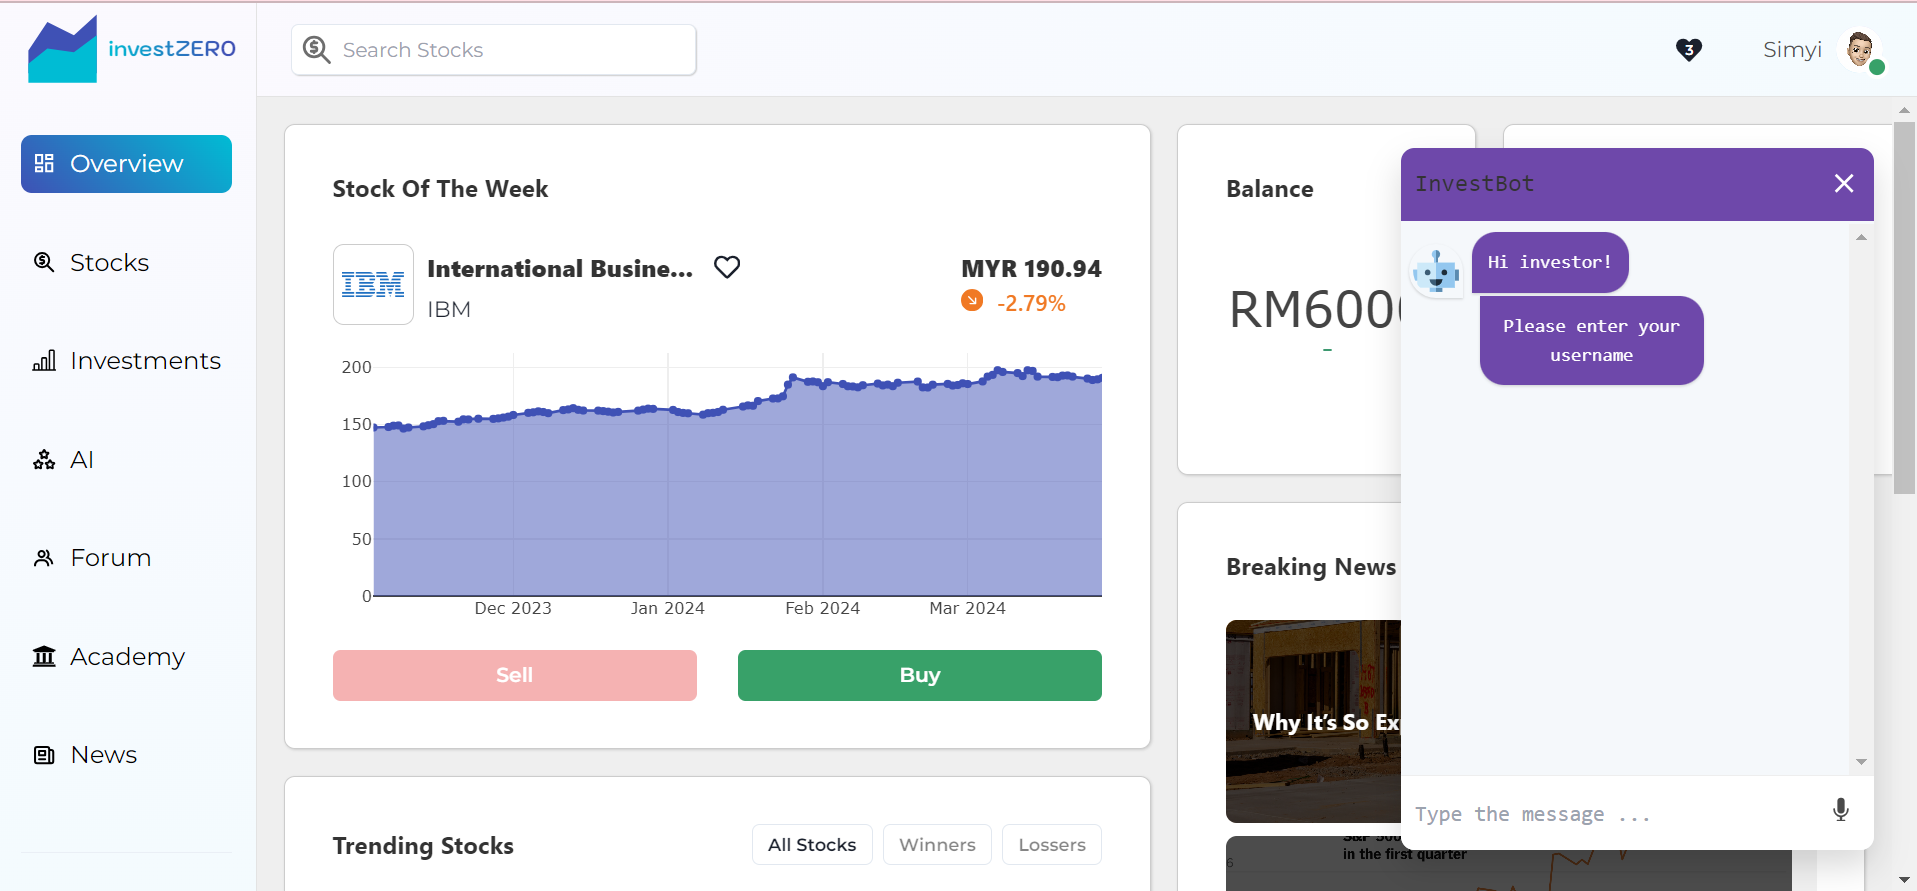 investZERO
Search Stocks
3
Simyi
Overview
Stocks
Investments
AI
Forum
Academy
News
Stock Of The Week
IBM
International Busine...
IBM
MYR 190.94
-2.79%
200
150
100
50
0
Dec 2023
Jan 2024
Feb 2024
Mar 2024
Sell
Buy
Trending Stocks
All Stocks
Winners
Lossers
Balance
RM600
-
Breaking News
Why It's So Ex
in the first quarter
InvestBot
Hi investor!
Please enter your
username
Type the message ...